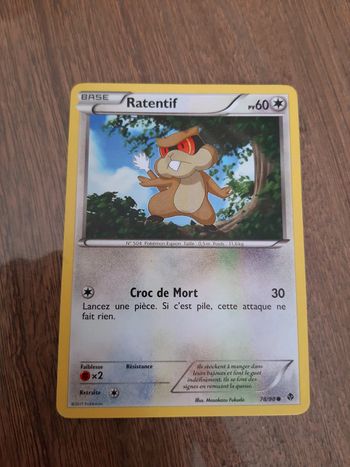 BASE
Ratentif
PV60
N° 504 Pokémon Espion Taille : 0,5 m Poids : 11,6 kg
Croc de Mort 30
Lancez une pièce. Si c'est pile, cette attaque ne
fait rien.
Faiblesse
Résistance
×2
Retraite
Ils stockent à manger dans
leurs bajoues et font le guet
indéfiniment. Ils se font des
signes en remuant la queue.
Illus. Masakazu Fukuda
78/98